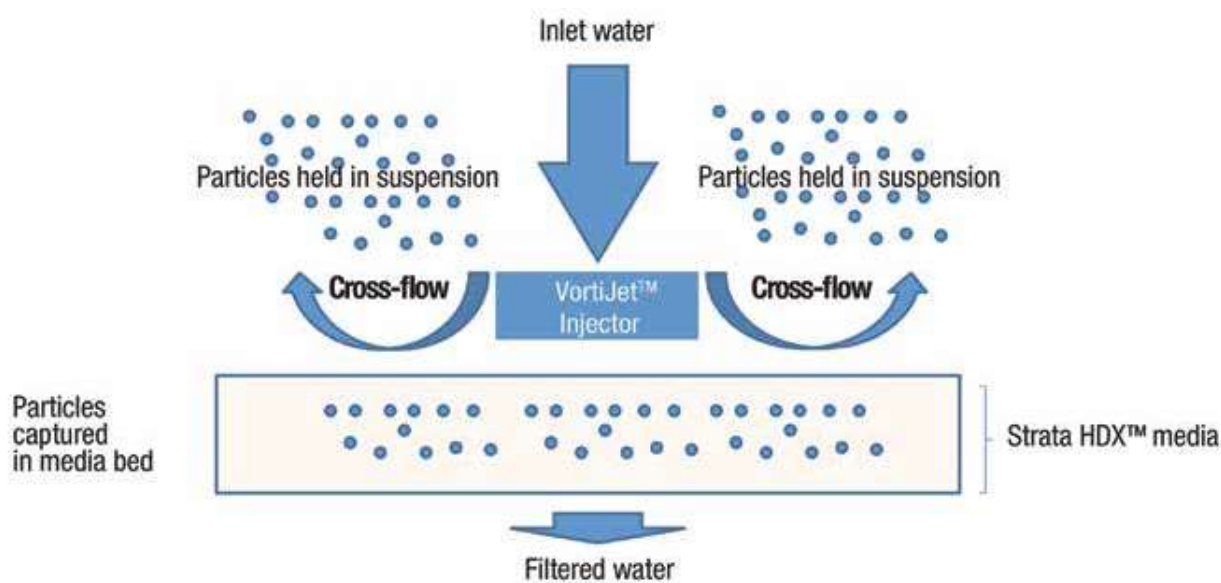 Inlet water
Particles held in suspension
Particles held in suspension
Cross-flow
VortiJet™
Injector
Cross-flow
Particles
captured
in media bed
Strata HDX™ media
Filtered water